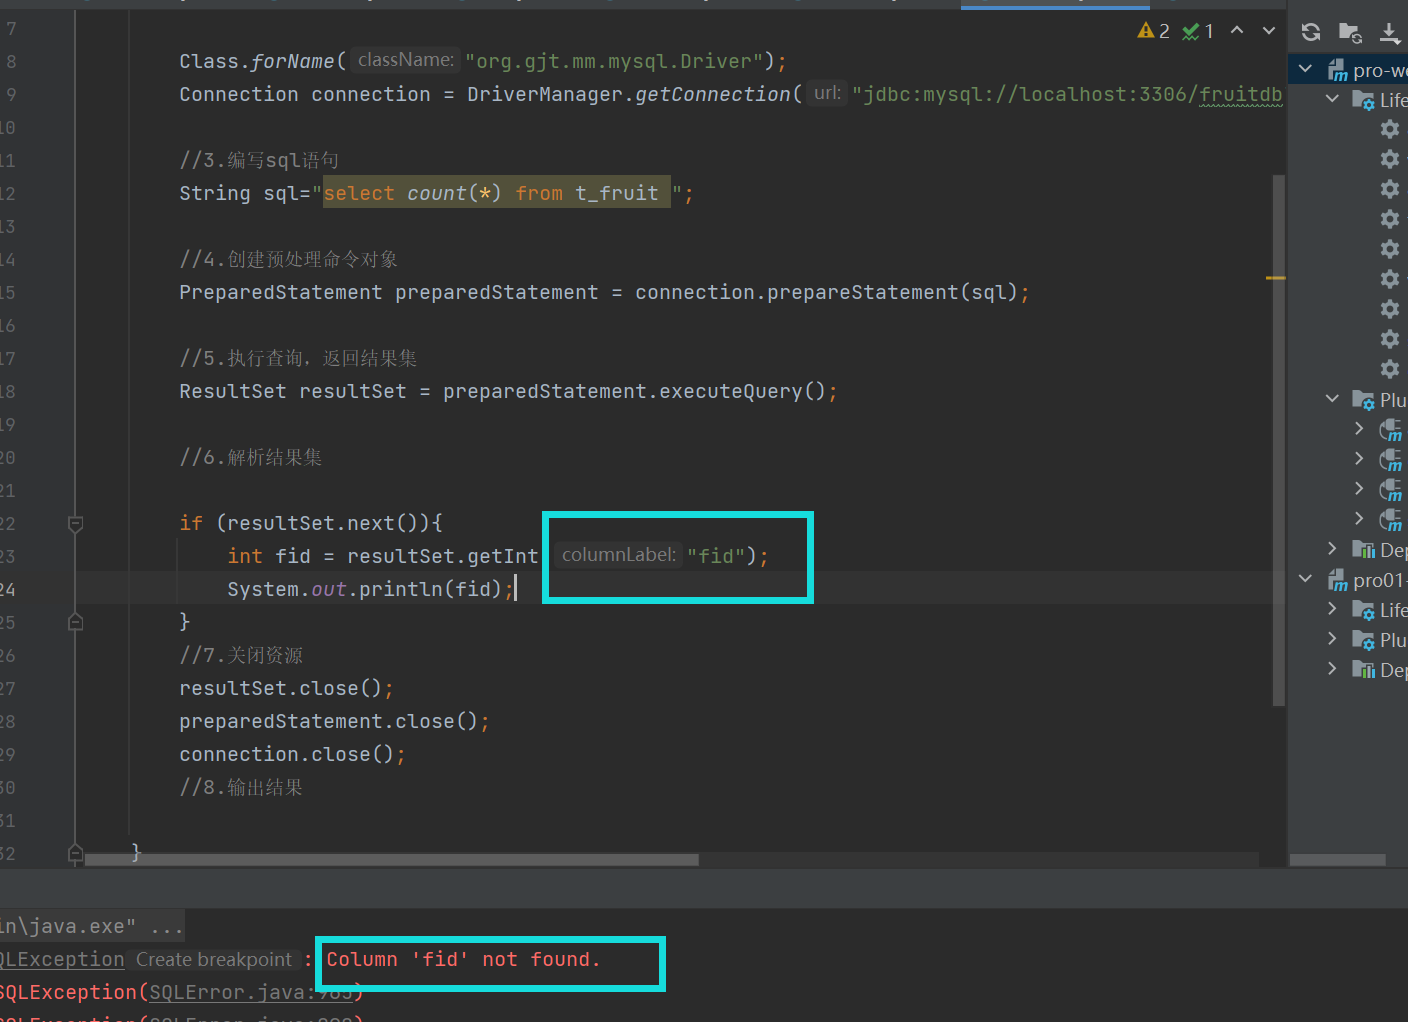 7
2 1
8 Class.forName( className: "org.gjt.mm.mysql.Driver");
9 Connection connection = DriverManager.getConnection( url: "jdbc:mysql://localhost:3306/fruitdb
10
11 //3.编写sql语句
12 String sql="select count(*) from t_fruit ";
13
14 //4.创建预处理命令对象
15 PreparedStatement preparedStatement = connection.prepareStatement(sql);
16
17 //5.执行查询，返回结果集
18 ResultSet resultSet = preparedStatement.executeQuery();
19
20 //6.解析结果集
21
22 if (resultSet.next()){
23 int fid = resultSet.getInt columnLabel: "fid");
24 System.out.println(fid);
25 }
26 //7.关闭资源
27 resultSet.close();
28 preparedStatement.close();
29 connection.close();
30 //8.输出结果
31
32 }
pro-we
Life
Plu
Dep
pro01-
Life
Plu
Dep
in\java.exe" ...
QLException Create breakpoint : Column 'fid' not found.
SQLException(SQLError.java:965)